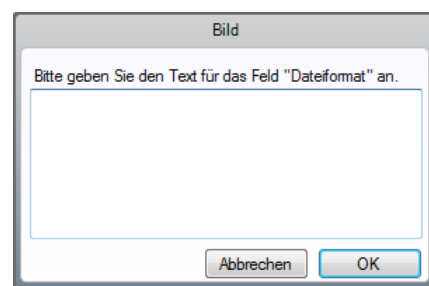 Bild
Bitte geben Sie den Text für das Feld "Dateiformat" an.
Abbrechen OK